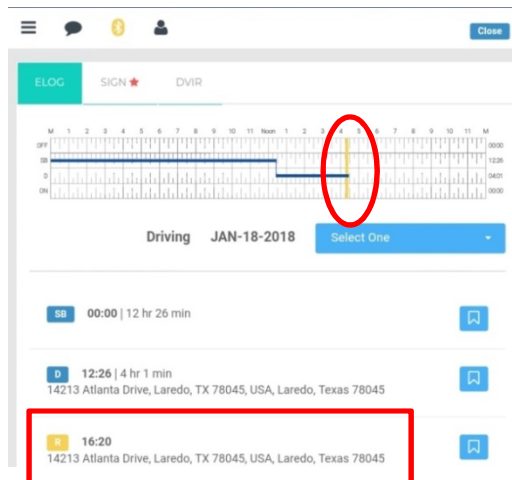 Close
ELOG SIGN DVIR
M 1 2 3 4 5 6 7 8 9 10 11 Noon 1 2 3 4 5 6 7 8 9 10 11 M
OFF 00:00
SB 12:26
D 04:01
ON 00:00
Driving JAN-18-2018 Select One
SB 00:00 | 12 hr 26 min
D 12:26 | 4 hr 1 min
14213 Atlanta Drive, Laredo, TX 78045, USA, Laredo, Texas 78045
R 16:20
14213 Atlanta Drive, Laredo, TX 78045, USA, Laredo, Texas 78045